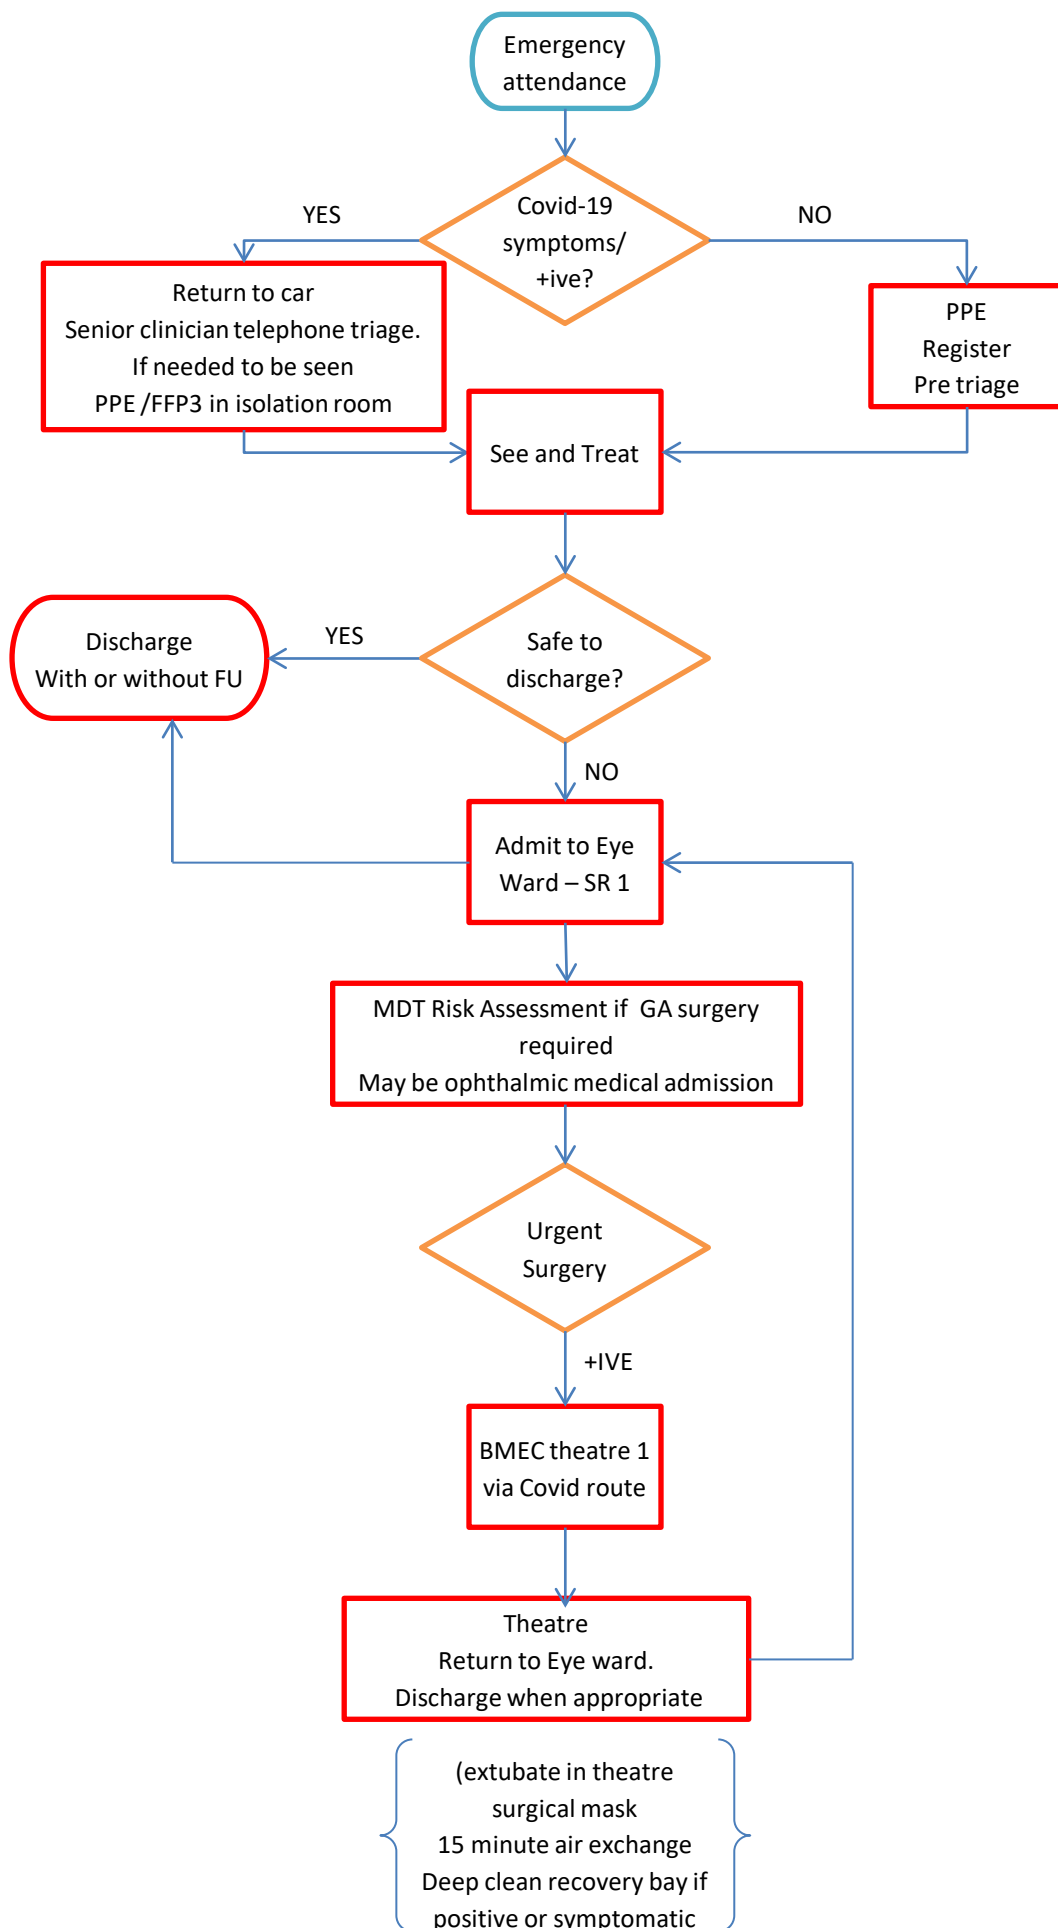 Emergency
attendance
Covid-19
symptoms/
+ive?
YES
NO
Return to car
Senior clinician telephone triage.
If needed to be seen
PPE /FFP3 in isolation room
PPE
Register
Pre triage
See and Treat
Safe to
discharge?
YES
Discharge
With or without FU
NO
Admit to Eye
Ward – SR 1
MDT Risk Assessment if  GA surgery
required
May be ophthalmic medical admission
Urgent
Surgery
+IVE
BMEC theatre 1
via Covid route
Theatre
Return to Eye ward.
Discharge when appropriate
(extubate in theatre
surgical mask
15 minute air exchange
Deep clean recovery bay if
positive or symptomatic